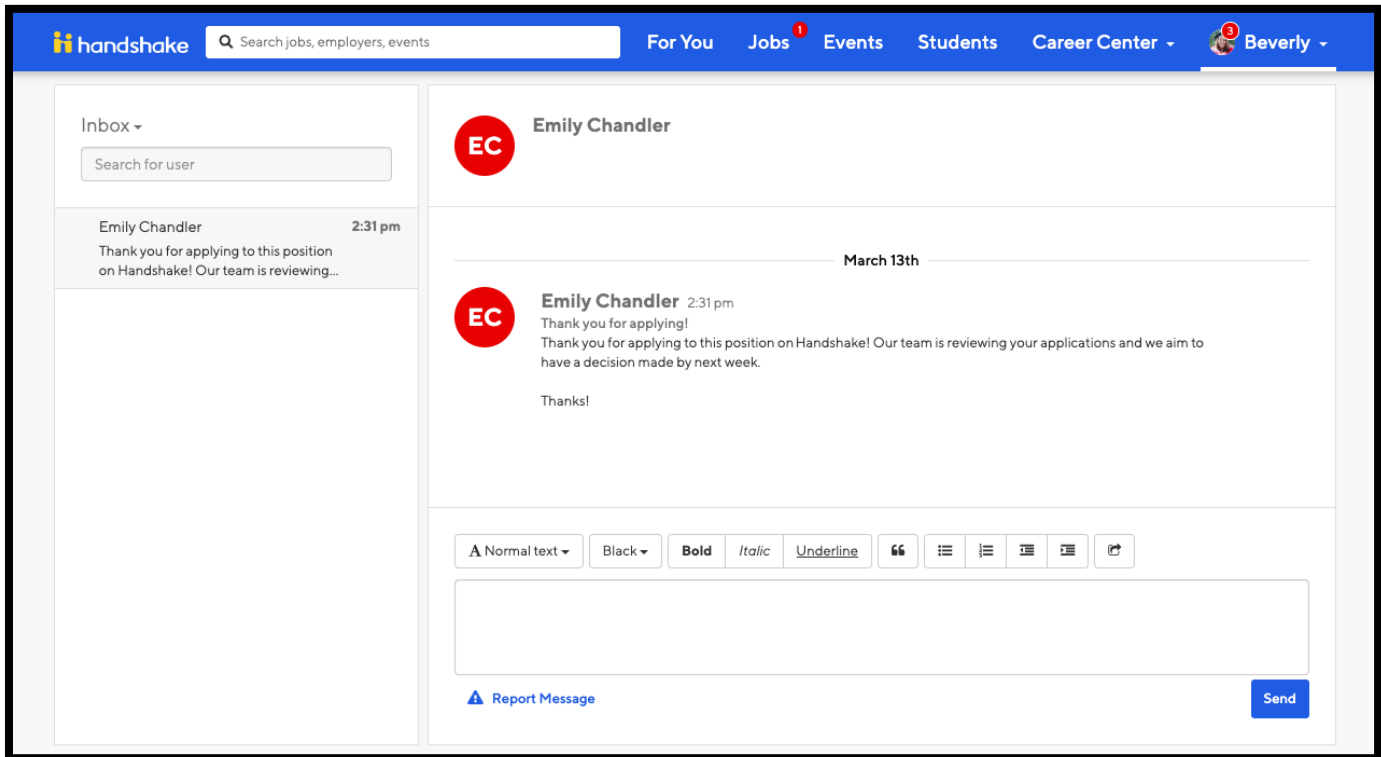 handshake
Search jobs, employers, events
For You
Jobs
1
Events
Students
Career Center
3
Beverly
Inbox
Search for user
Emily Chandler 2:31 pm
Thank you for applying to this position
on Handshake! Our team is reviewing...
EC
Emily Chandler
March 13th
EC
Emily Chandler 2:31 pm
Thank you for applying!
Thank you for applying to this position on Handshake! Our team is reviewing your applications and we aim to
have a decision made by next week.
Thanks!
A Normal text
Black
Bold
Italic
Underline
Report Message
Send